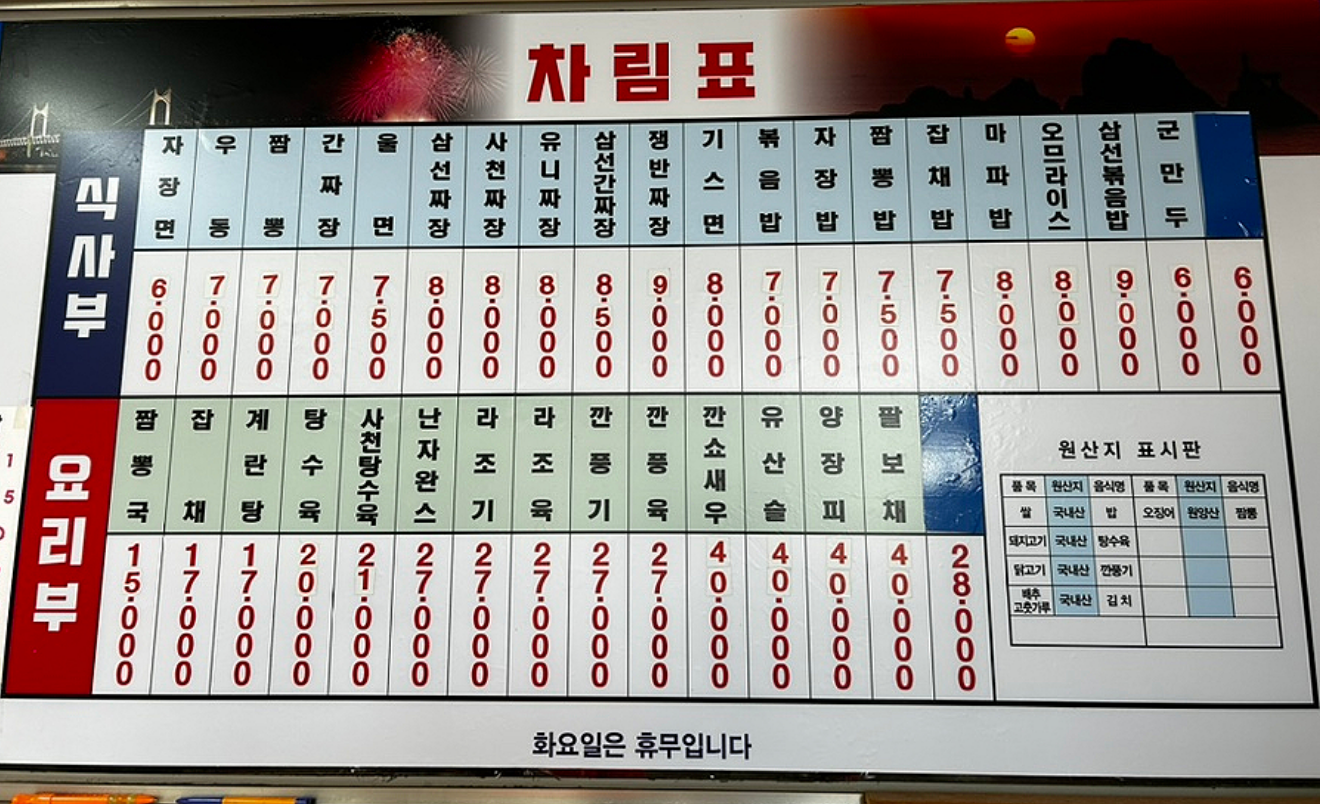 차림표
식사부
자장면 6.000
우동 7.000
짬뽕 7.000
간짜장 7.000
울면 7.500
삼선짜장 8.000
사천짜장 8.000
유니짜장 8.000
삼선간짜장 8.500
쟁반짜장 9.000
기스면 8.000
볶음밥 7.000
자장밥 7.000
짬뽕밥 7.500
잡채밥 7.500
마파밥 8.000
오므라이스 8.000
삼선볶음밥 9.000
군만두 6.000
6.000
요리부
짬뽕국 15.000
잡채 17.000
계란탕 17.000
탕수육 20.000
사천탕수육 21.000
난자완스 27.000
라조기 27.000
라조육 27.000
깐풍기 27.000
깐풍육 27.000
깐쇼새우 40.000
유산슬 40.000
양장피 40.000
팔보채 40.000
28.000
원산지 표시판
품목 원산지 음식명 품목 원산지 음식명
쌀 국내산 밥 오징어 원양산 짬뽕
돼지고기 국내산 탕수육
닭고기 국내산 깐풍기
배추
고춧가루 국내산 김치
화요일은 휴무입니다